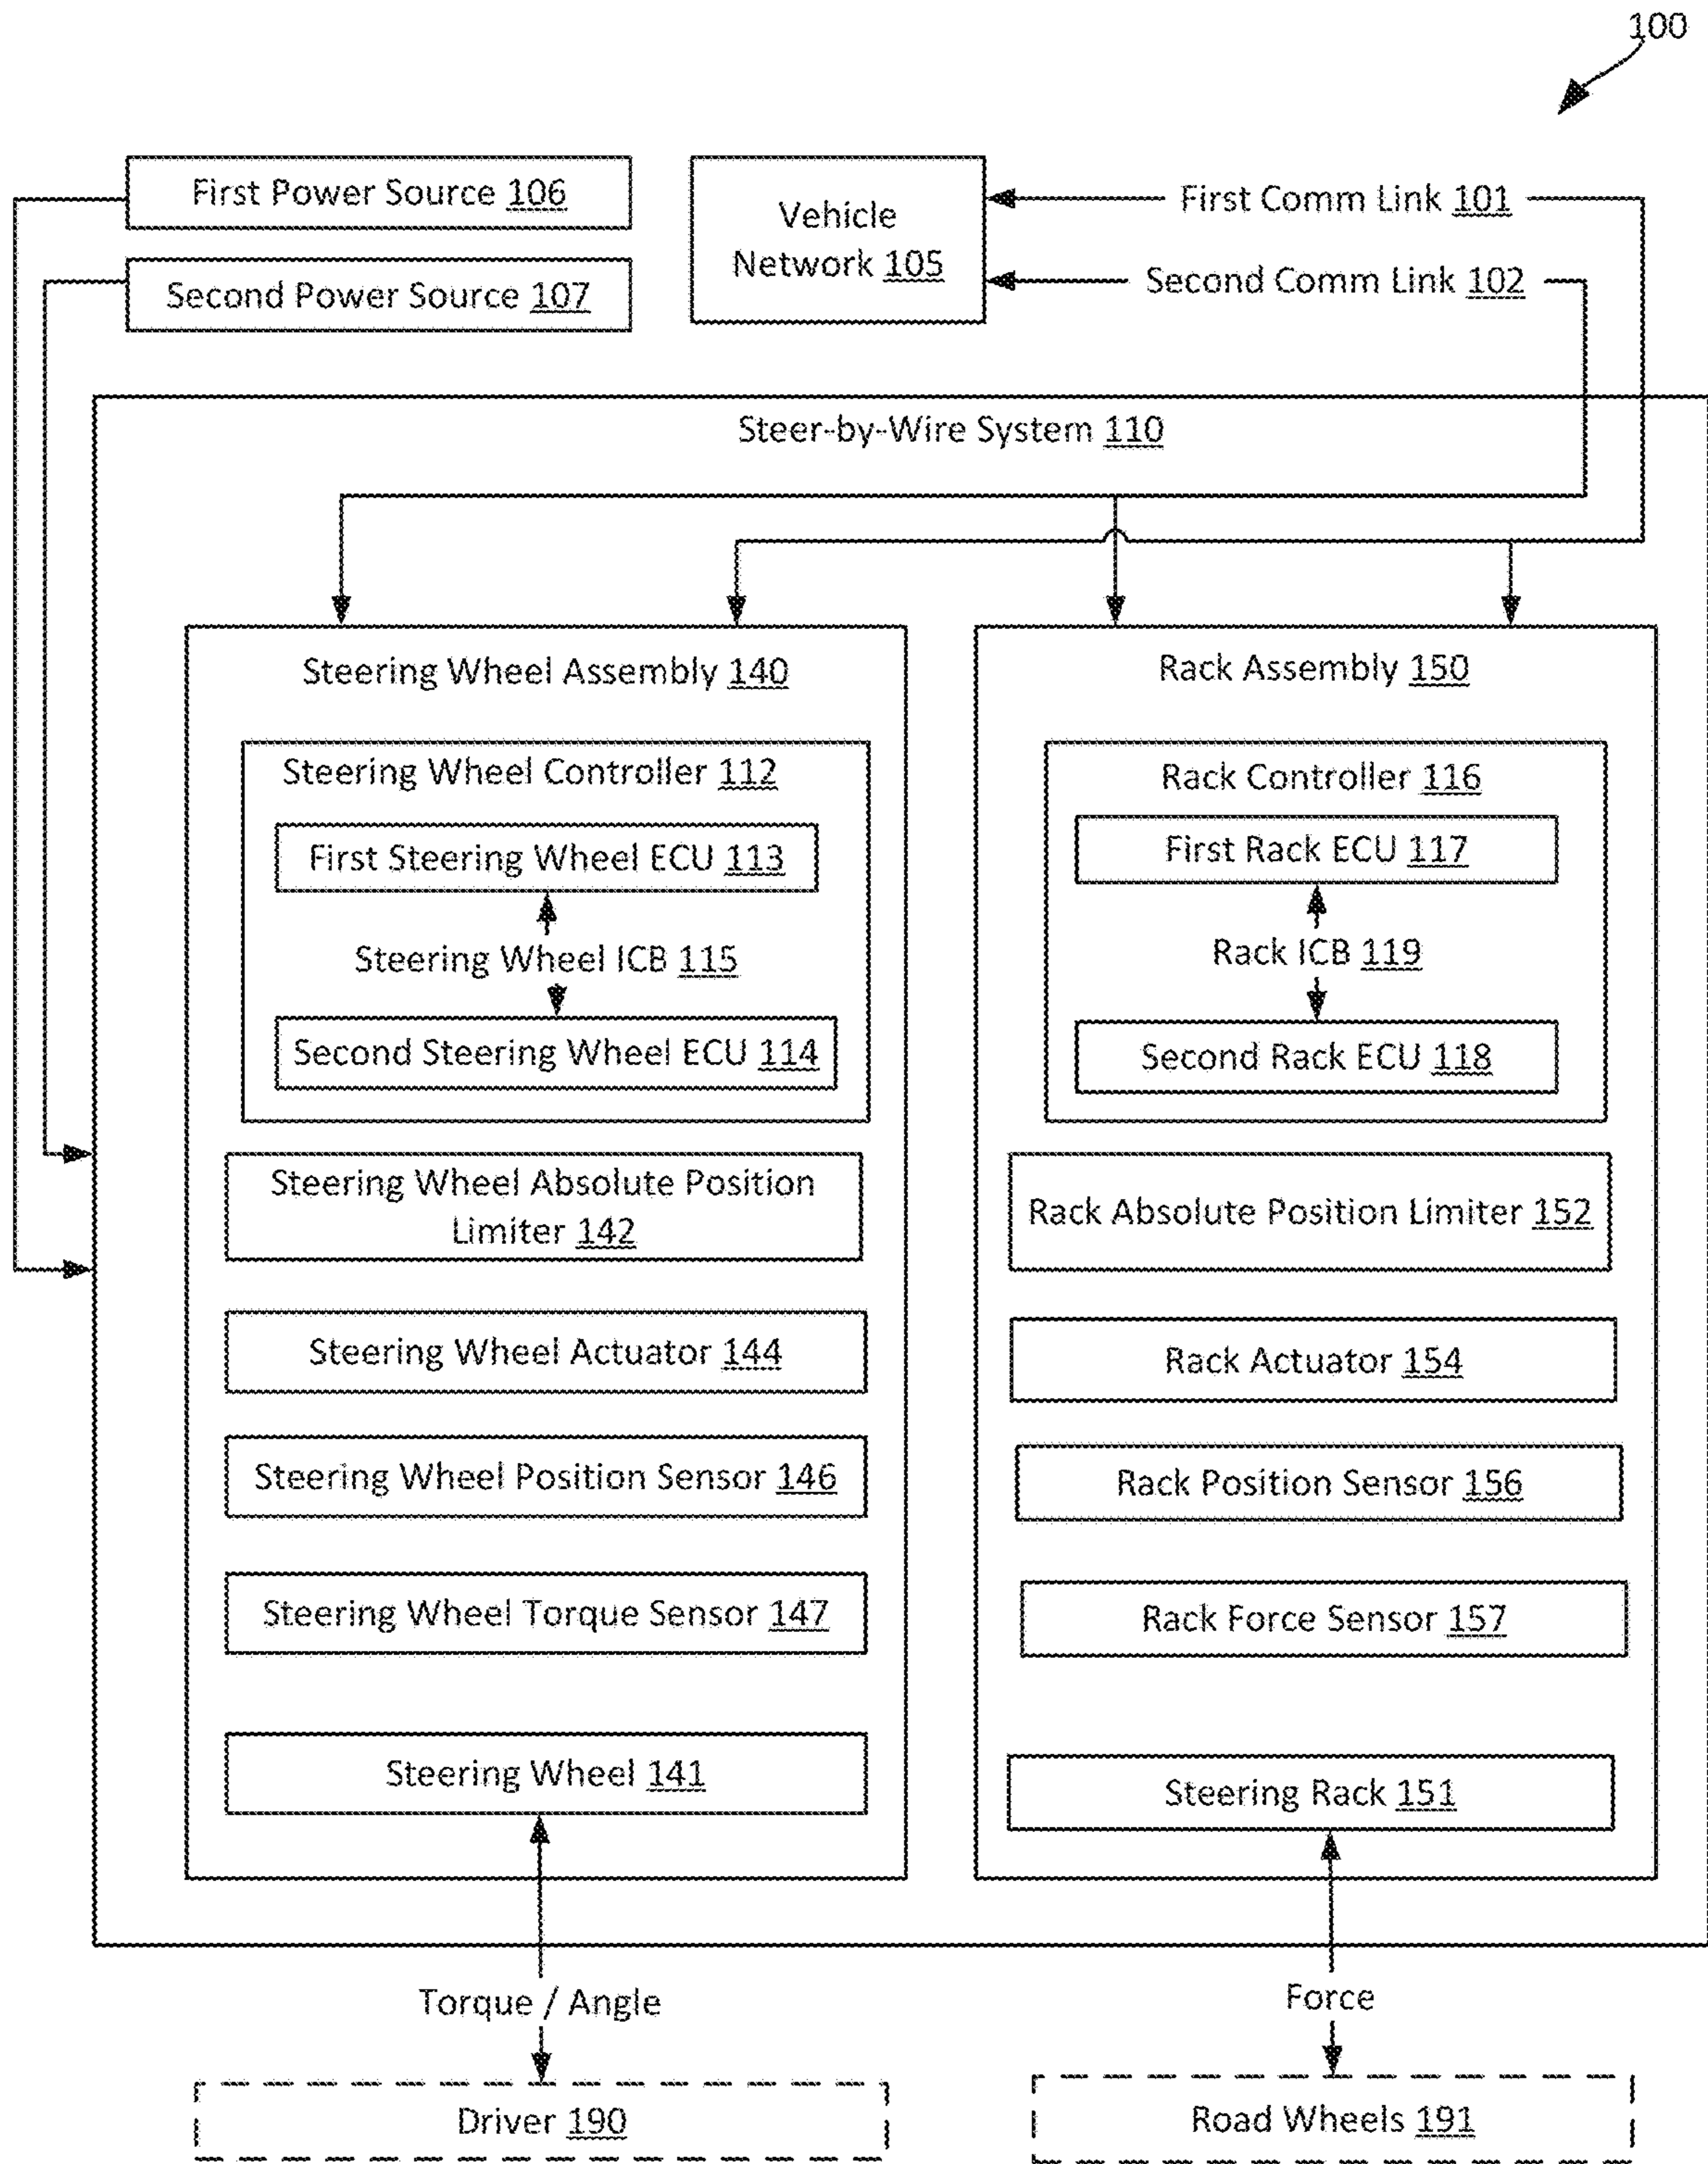 100
First Power Source 106
Second Power Source 107
Vehicle
Network 105
First Comm Link 101
Second Comm Link 102
Steer-by-Wire System 110
Steering Wheel Assembly 140
Steering Wheel Controller 112
First Steering Wheel ECU 113
Steering Wheel ICB 115
Second Steering Wheel ECU 114
Steering Wheel Absolute Position
Limiter 142
Steering Wheel Actuator 144
Steering Wheel Position Sensor 146
Steering Wheel Torque Sensor 147
Steering Wheel 141
Rack Assembly 150
Rack Controller 116
First Rack ECU 117
Rack ICB 119
Second Rack ECU 118
Rack Absolute Position Limiter 152
Rack Actuator 154
Rack Position Sensor 156
Rack Force Sensor 157
Steering Rack 151
Torque / Angle
Force
Driver 190
Road Wheels 191